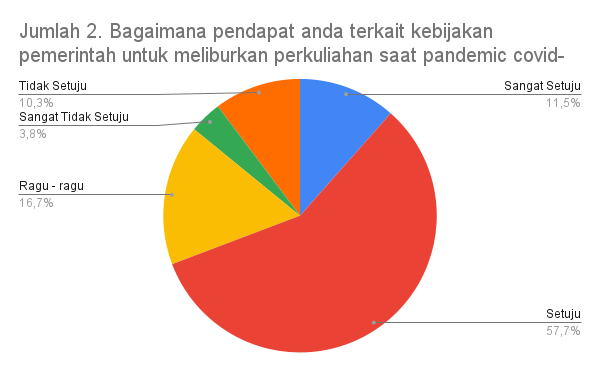 Jumlah 2. Bagaimana pendapat anda terkait kebijakan
pemerintah untuk meliburkan perkuliahan saat pandemic covid-
Tidak Setuju
10,3%
Sangat Tidak Setuju
3,8%
Ragu - ragu
16,7%
Sangat Setuju
11,5%
Setuju
57,7%